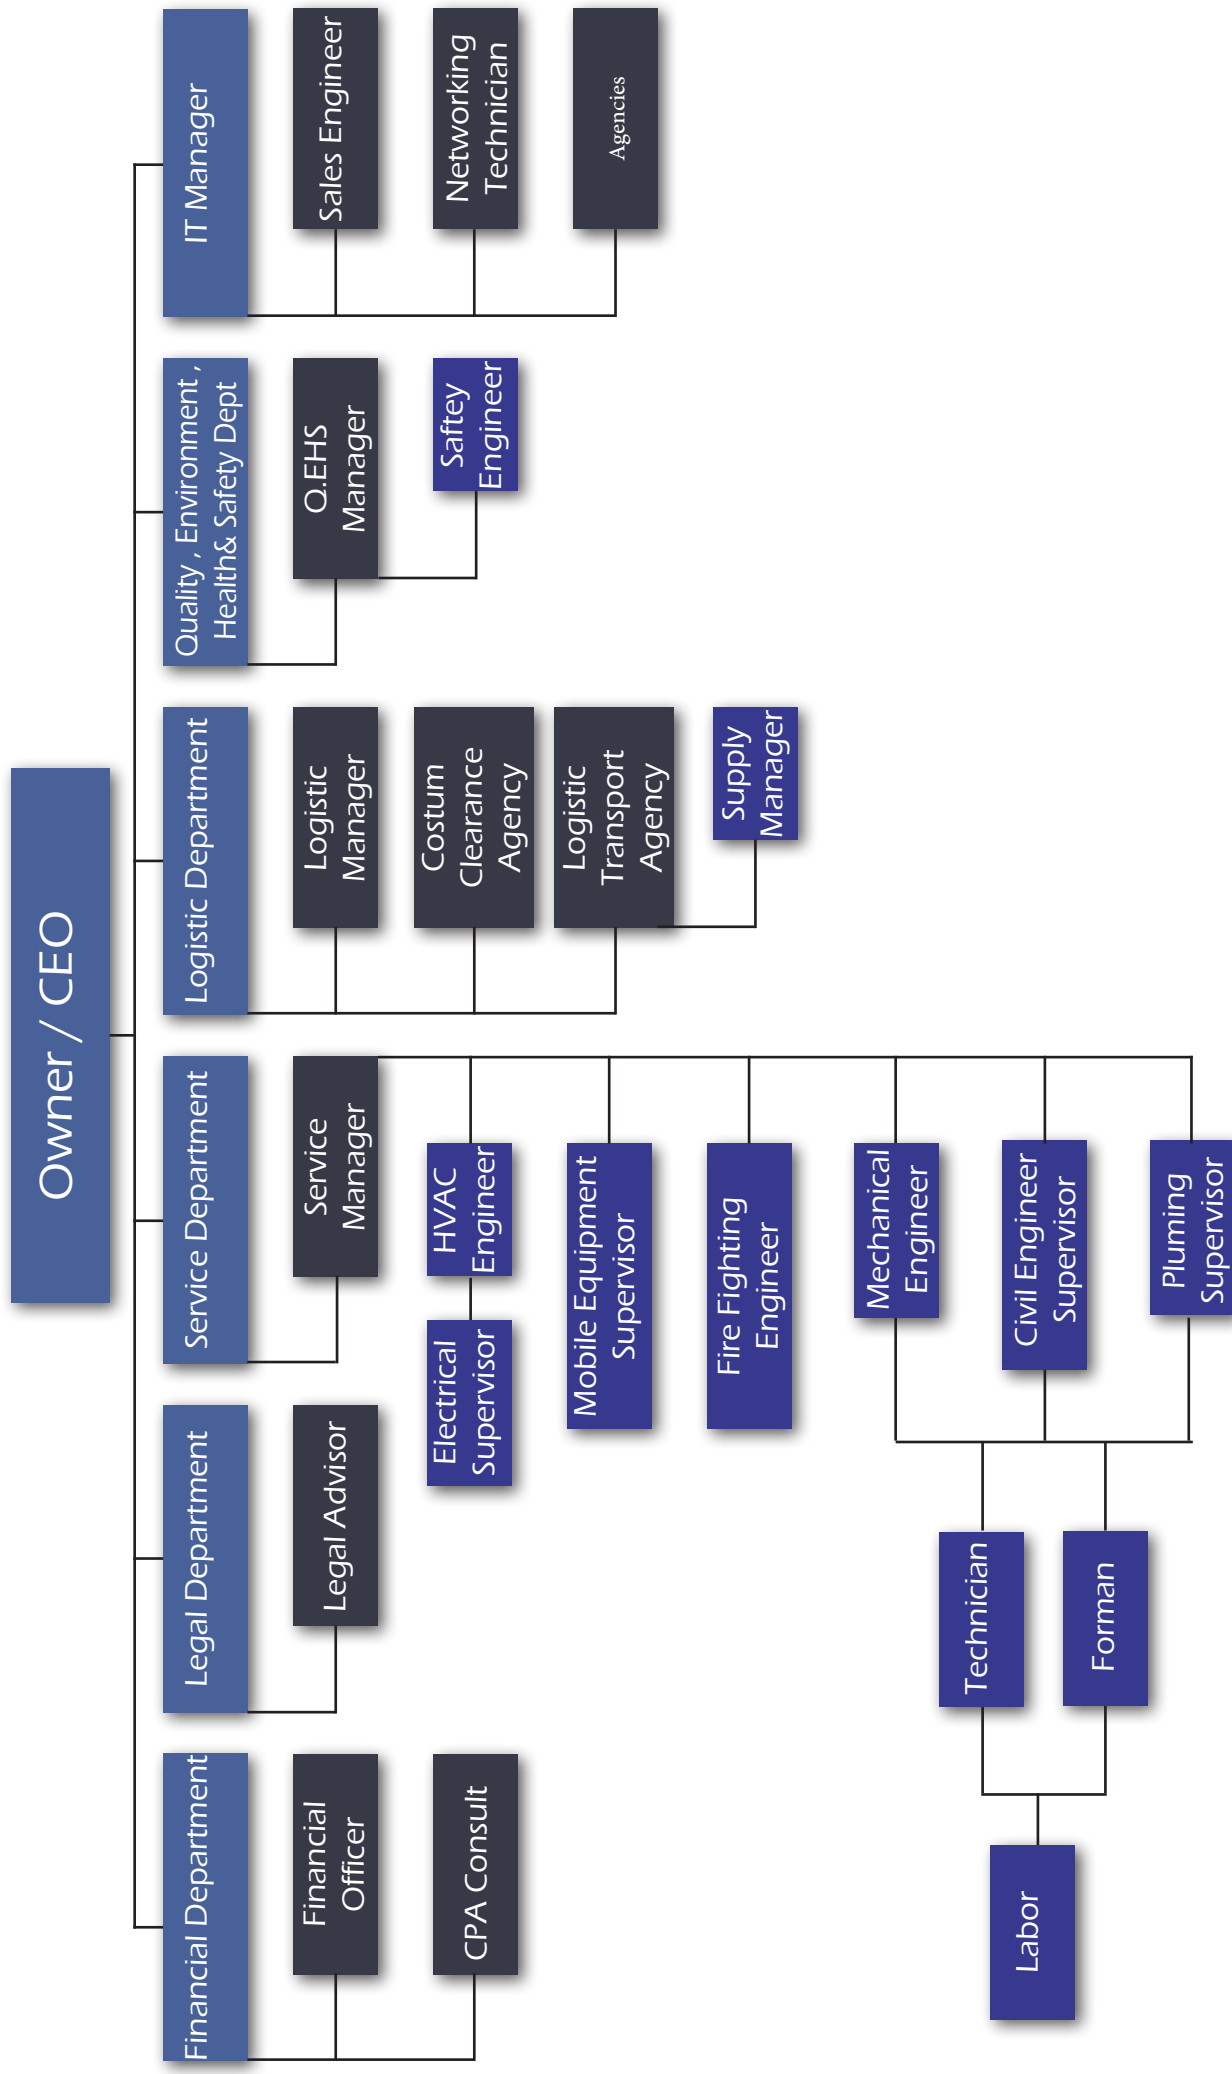 Owner / CEO
Financial Department
Legal Department
Service Department
Logistic Department
Quality , Environment ,
Health& Safety Dept
IT Manager
Financial
Officer
CPA Consult
Legal Advisor
Service
Manager
HVAC
Engineer
Electrical
Supervisor
Mobile Equipment
Supervisor
Fire Fighting
Engineer
Mechanical
Engineer
Civil Engineer
Supervisor
Pluming
Supervisor
Technician
Forman
Labor
Logistic
Manager
Costum
Clearance
Agency
Logistic
Transport
Agency
Supply
Manager
Q.EHS
Manager
Saftey
Engineer
Sales Engineer
Networking
Technician
Agencies